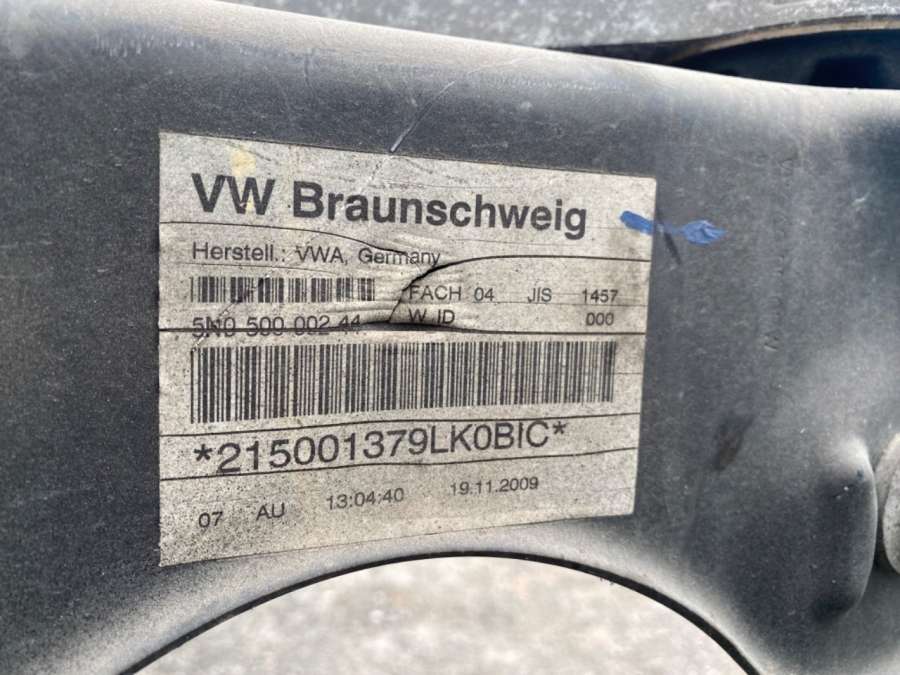 VW Braunschweig
Herstell.: VWA, Germany
FACH 04 JIS 1457
5N0 500 002 44 W ID 000
*215001379LK0BIC*
07 AU 13:04:40 19.11.2009